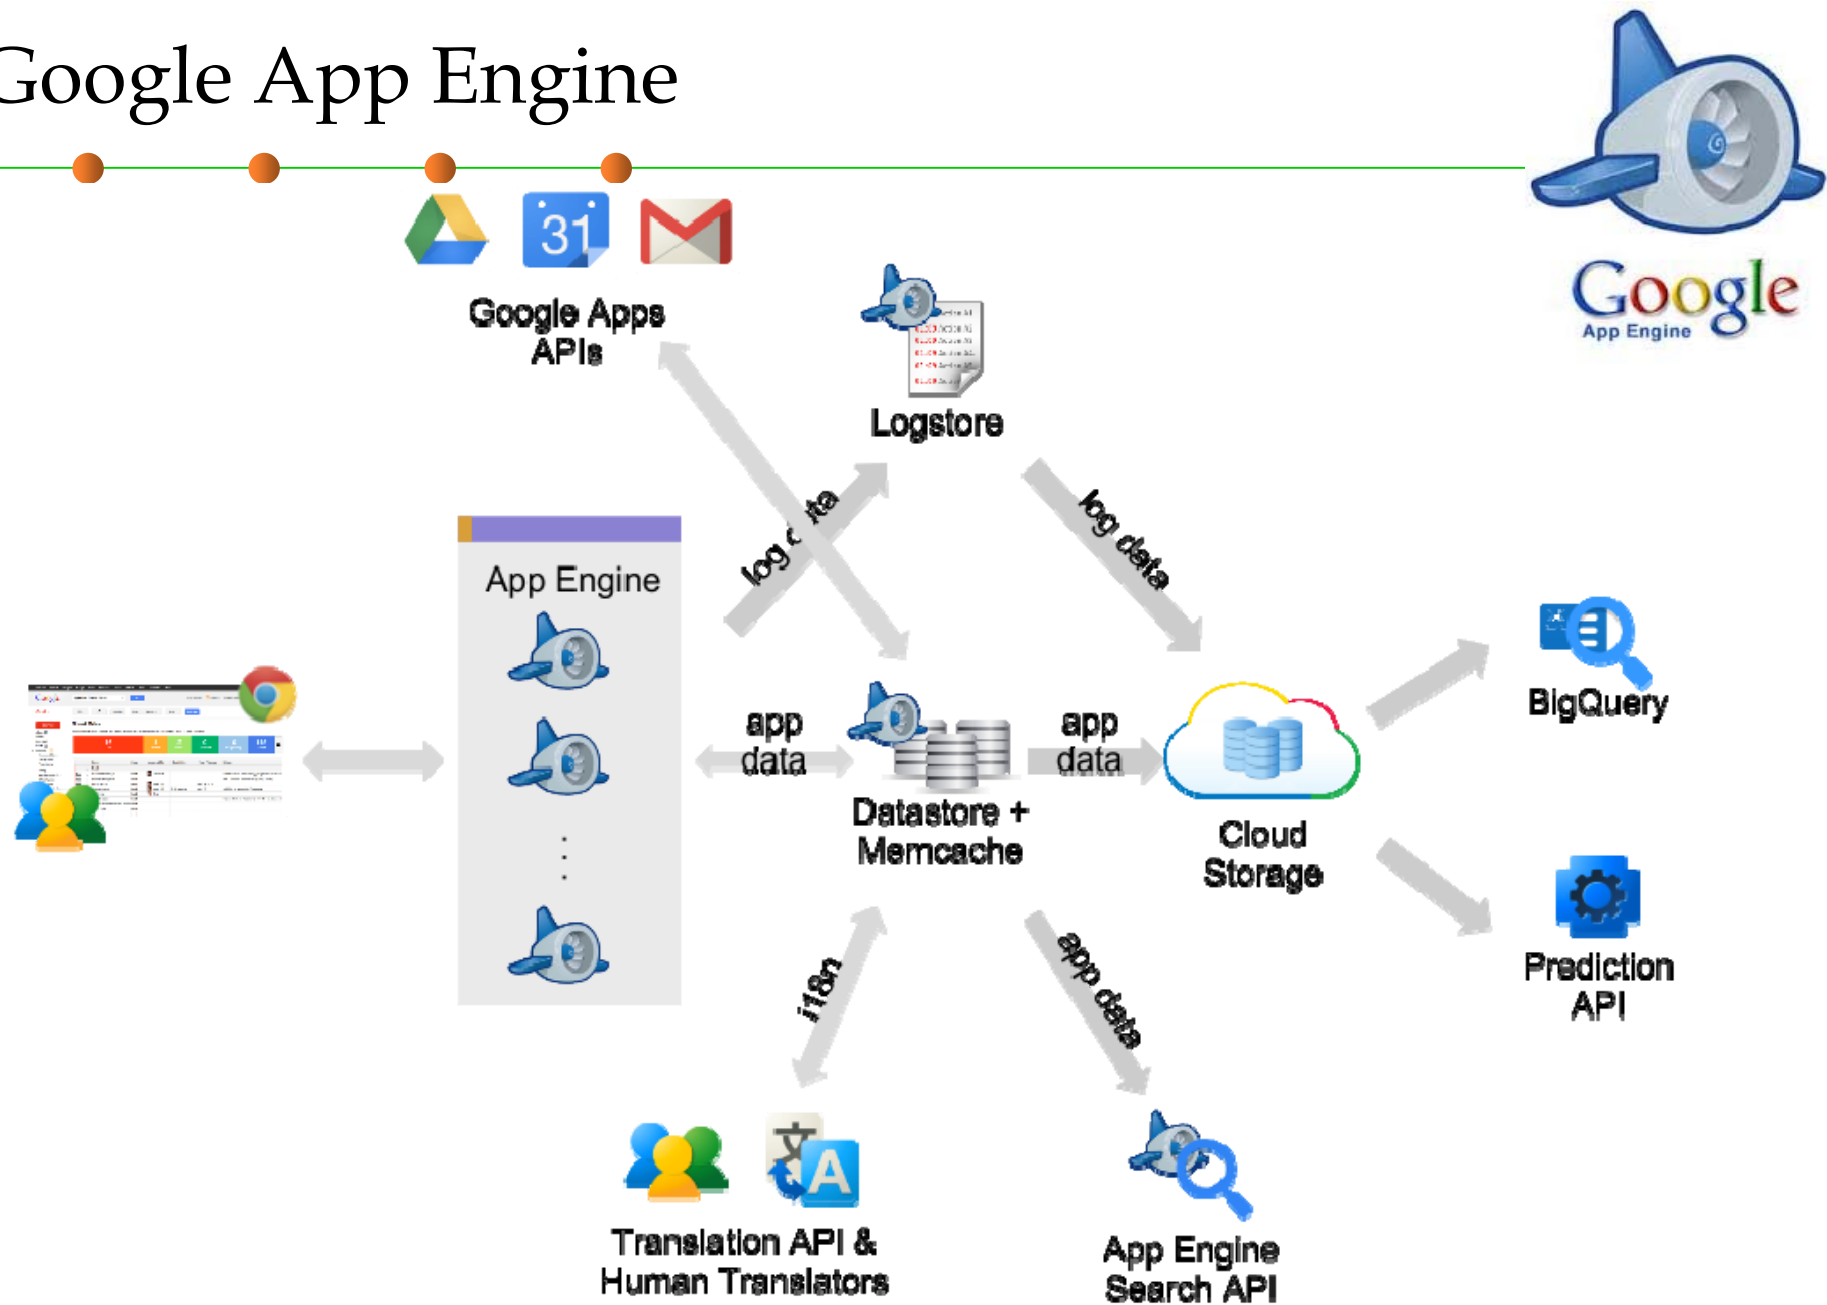 Google App Engine
31
Google Apps
APIs
Logstore
Google
App Engine
log data
log data
App Engine
BigQuery
app
data
app
data
Datastore +
Memcache
Cloud
Storage
i18n
app data
Prediction
API
文
A
Translation API &
Human Translators
App Engine
Search API